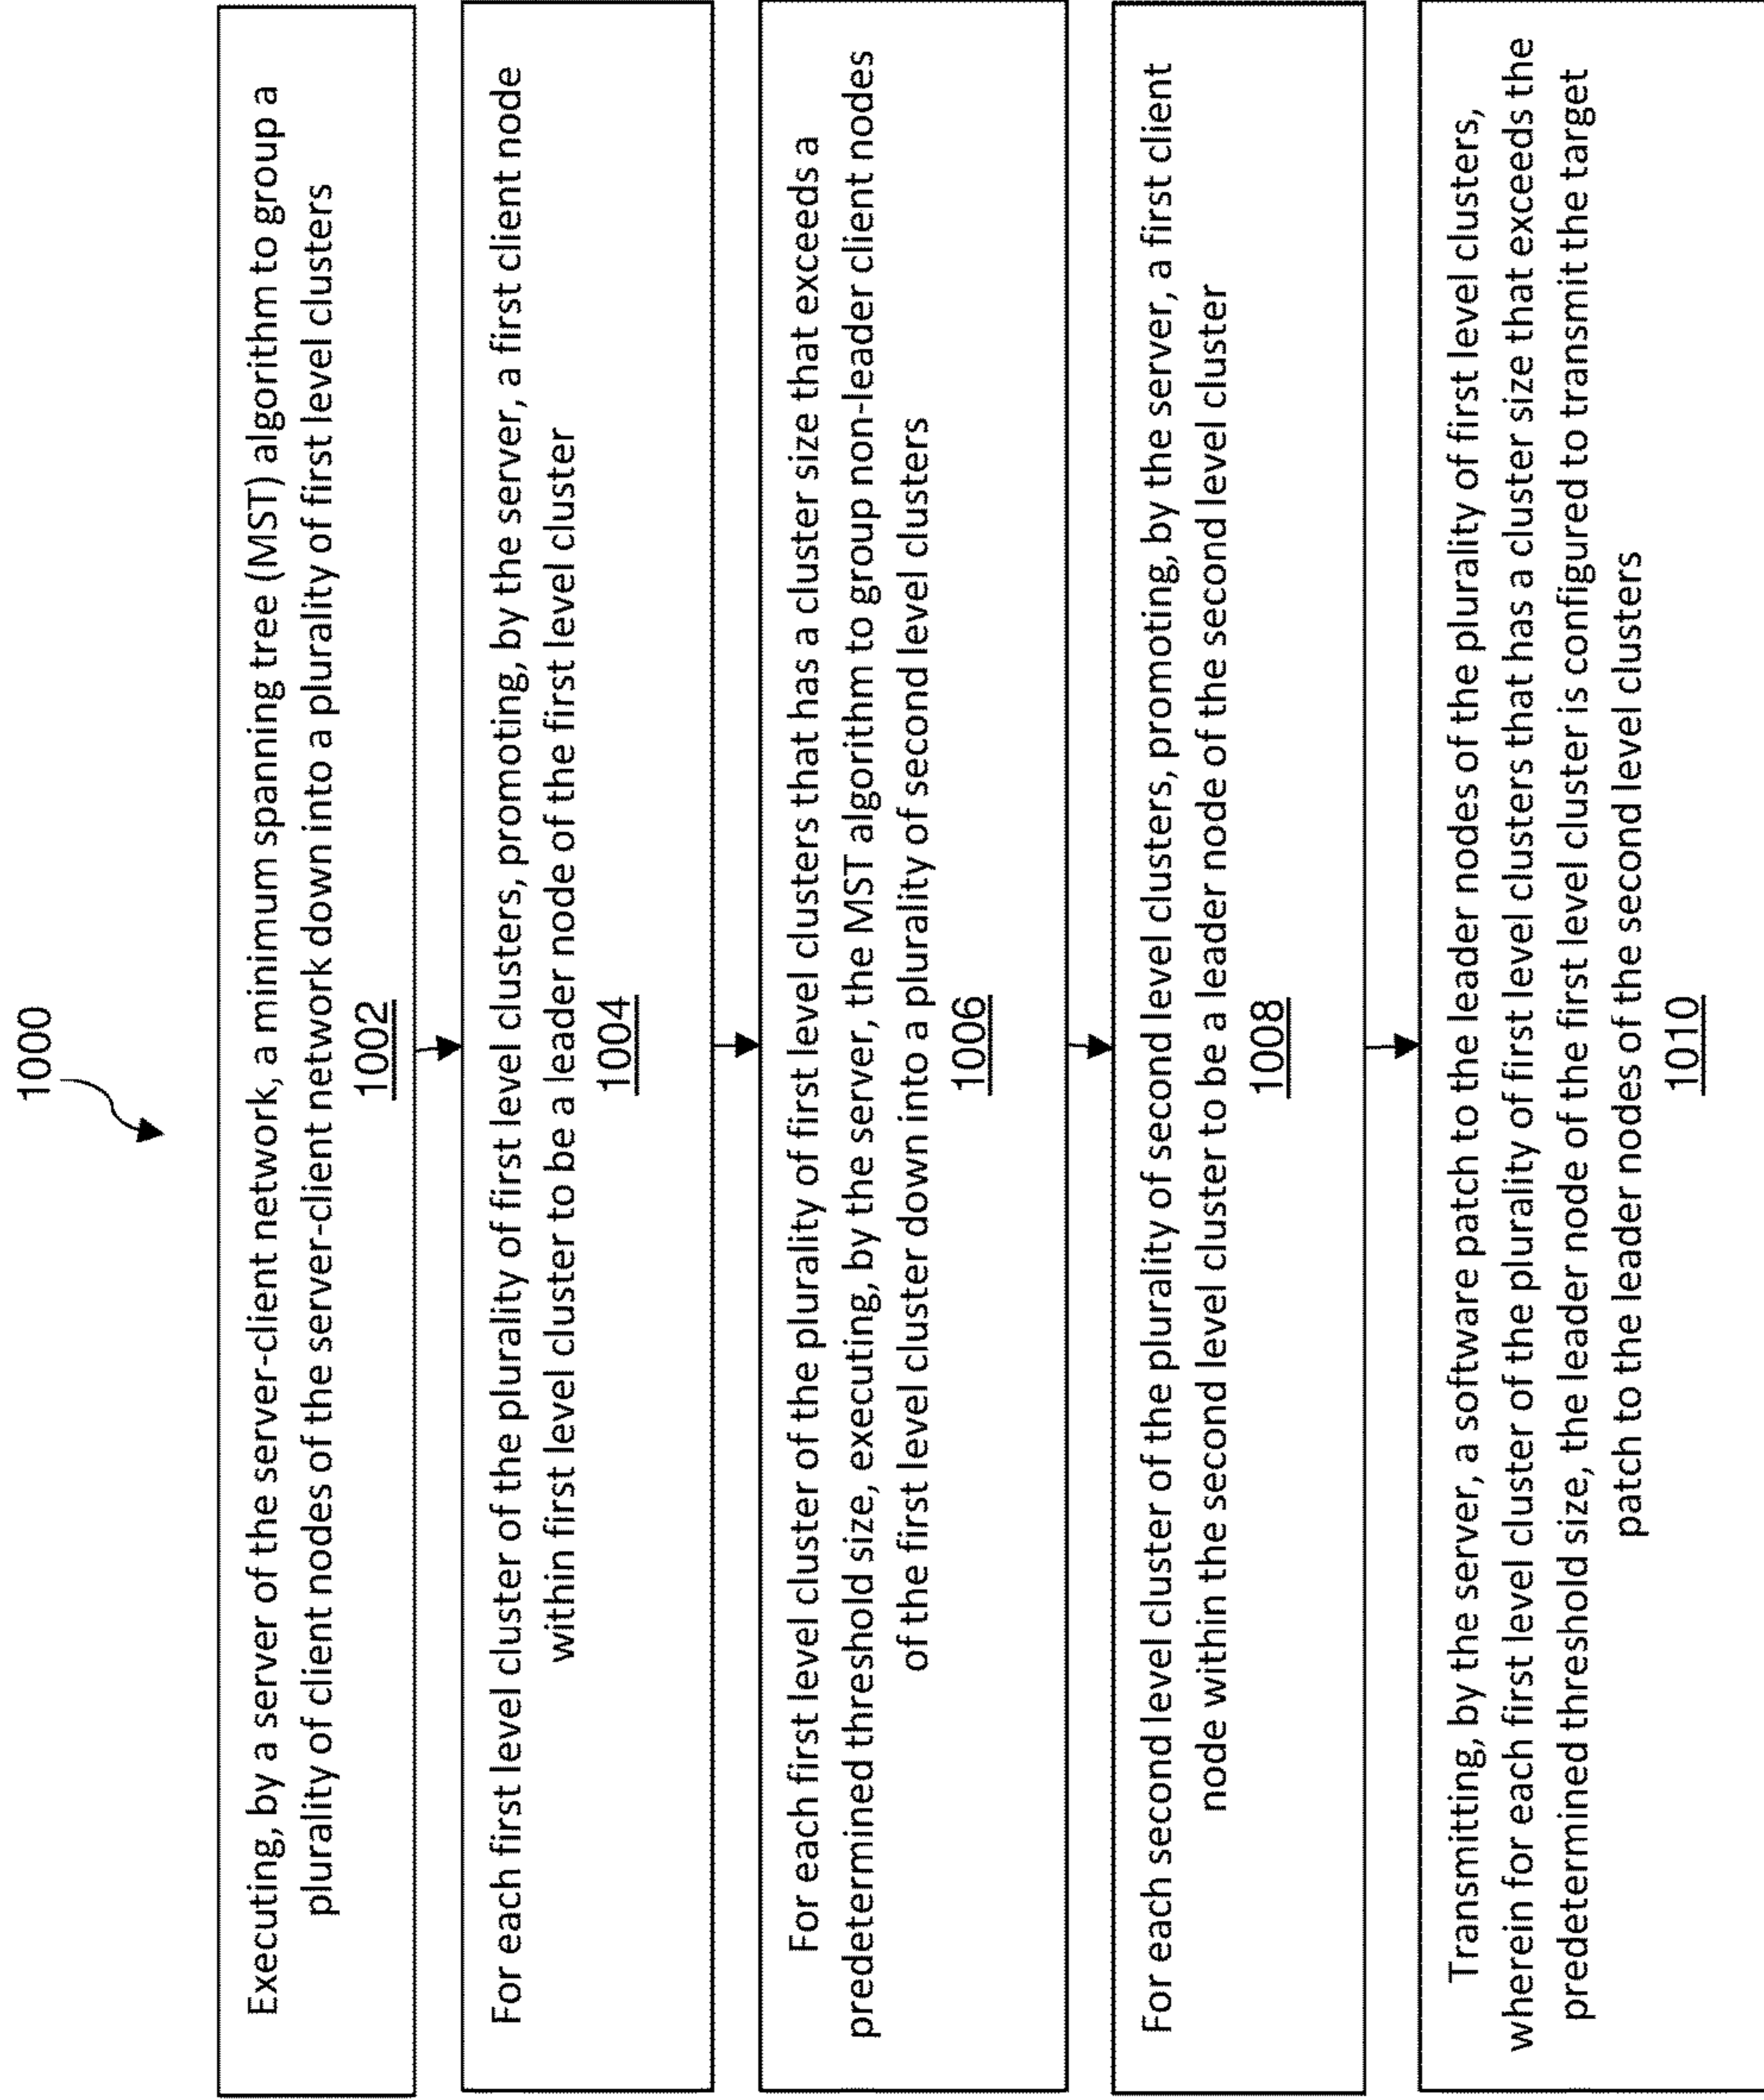 1000
Executing, by a server of the server-client network, a minimum spanning tree (MST) algorithm to group a
plurality of client nodes of the server-client network down into a plurality of first level clusters
1002
For each first level cluster of the plurality of first level clusters, promoting, by the server, a first client node
within first level cluster to be a leader node of the first level cluster
1004
For each first level cluster of the plurality of first level clusters that has a cluster size that exceeds a
predetermined threshold size, executing, by the server, the MST algorithm to group non-leader client nodes
of the first level cluster down into a plurality of second level clusters
1006
For each second level cluster of the plurality of second level clusters, promoting, by the server, a first client
node within the second level cluster to be a leader node of the second level cluster
1008
Transmitting, by the server, a software patch to the leader nodes of the plurality of first level clusters,
wherein for each first level cluster of the plurality of first level clusters that has a cluster size that exceeds the
predetermined threshold size, the leader node of the first level cluster is configured to transmit the target
patch to the leader nodes of the second level clusters
1010